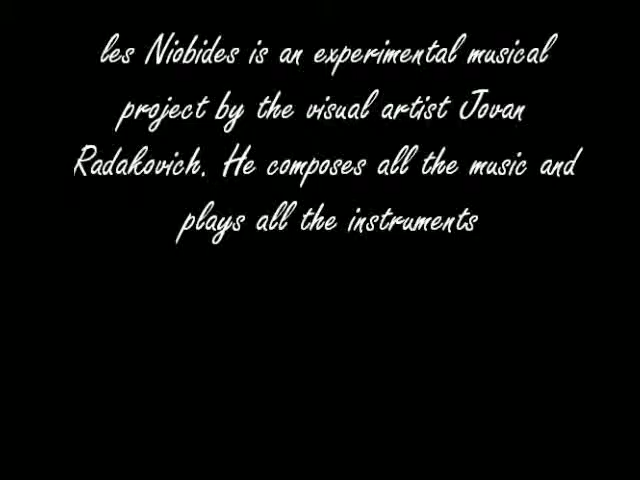 les Niobides is an experimental musical
project by the visual artist Jovan
Radakovich. He composes all the music and
plays all the instruments